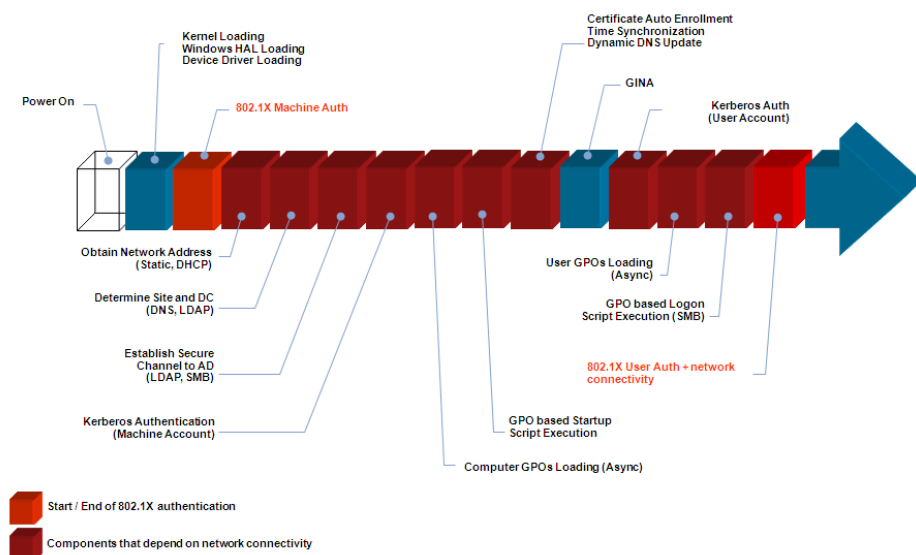 Kernel Loading
Windows HAL Loading
Device Driver Loading
Certificate Auto Enrollment
Time Synchronization
Dynamic DNS Update
Power On
802.1X Machine Auth
GINA
Kerberos Auth
(User Account)
Obtain Network Address
(Static, DHCP)
Determine Site and DC
(DNS, LDAP)
Establish Secure
Channel to AD
(LDAP, SMB)
Kerberos Authentication
(Machine Account)
User GPOs Loading
(Async)
GPO based Logon
Script Execution (SMB)
802.1X User Auth + network
connectivity
GPO based Startup
Script Execution
Computer GPOs Loading (Async)
Start / End of 802.1X authentication
Components that depend on network connectivity